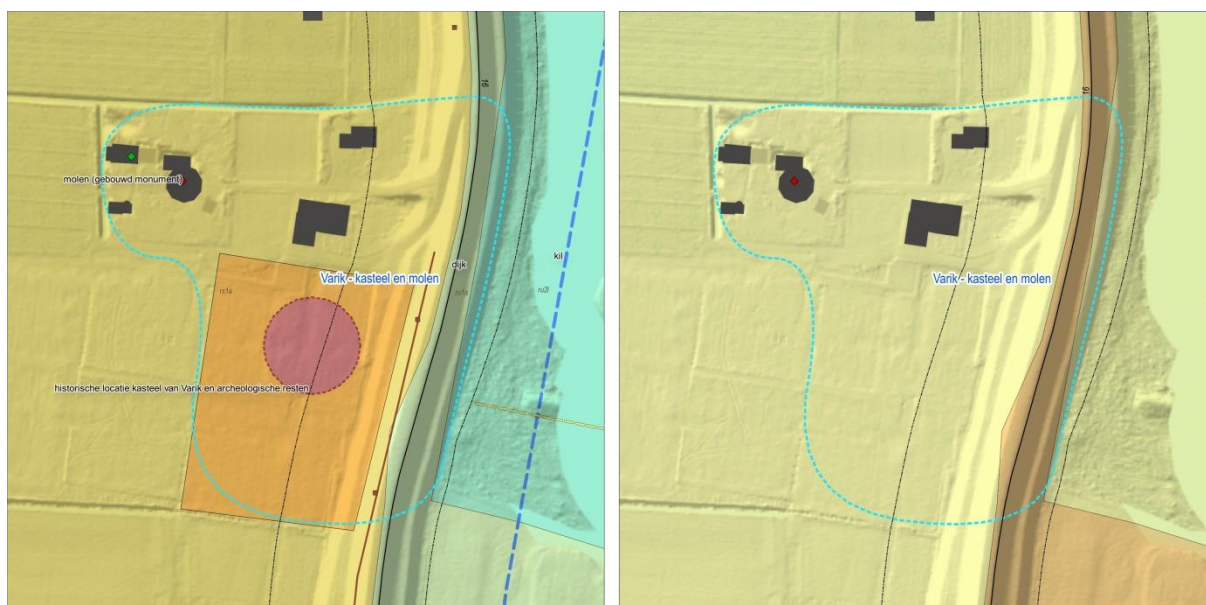 16
molen (gebouwd monument)
dijk
kil
Varik - kasteel en molen
historische locatie kasteel van Varik en archeologische resten
16
Varik - kasteel en molen